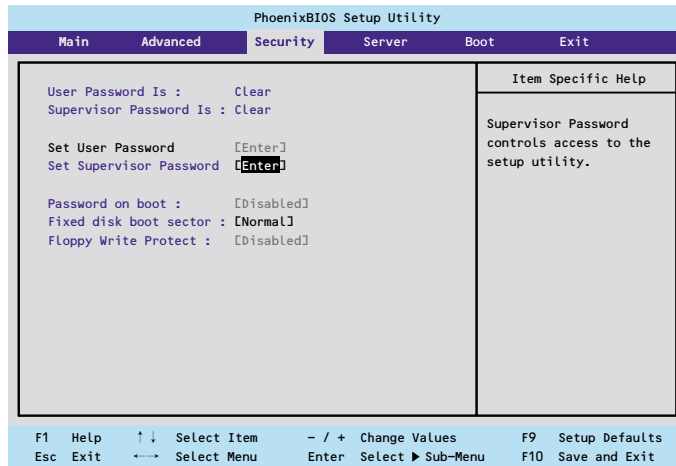 PhoenixBIOS Setup Utility
Main Advanced Security Server Boot Exit
Item Specific Help
User Password Is : Clear
Supervisor Password Is : Clear
Supervisor Password
controls access to the
setup utility.
Set User Password [Enter]
Set Supervisor Password [Enter]
Password on boot : [Disabled]
Fixed disk boot sector : [Normal]
Floppy Write Protect : [Disabled]
F1 Help ↑↓ Select Item - / + Change Values F9 Setup Defaults
Esc Exit ←→ Select Menu Enter Select ▶ Sub-Menu F10 Save and Exit